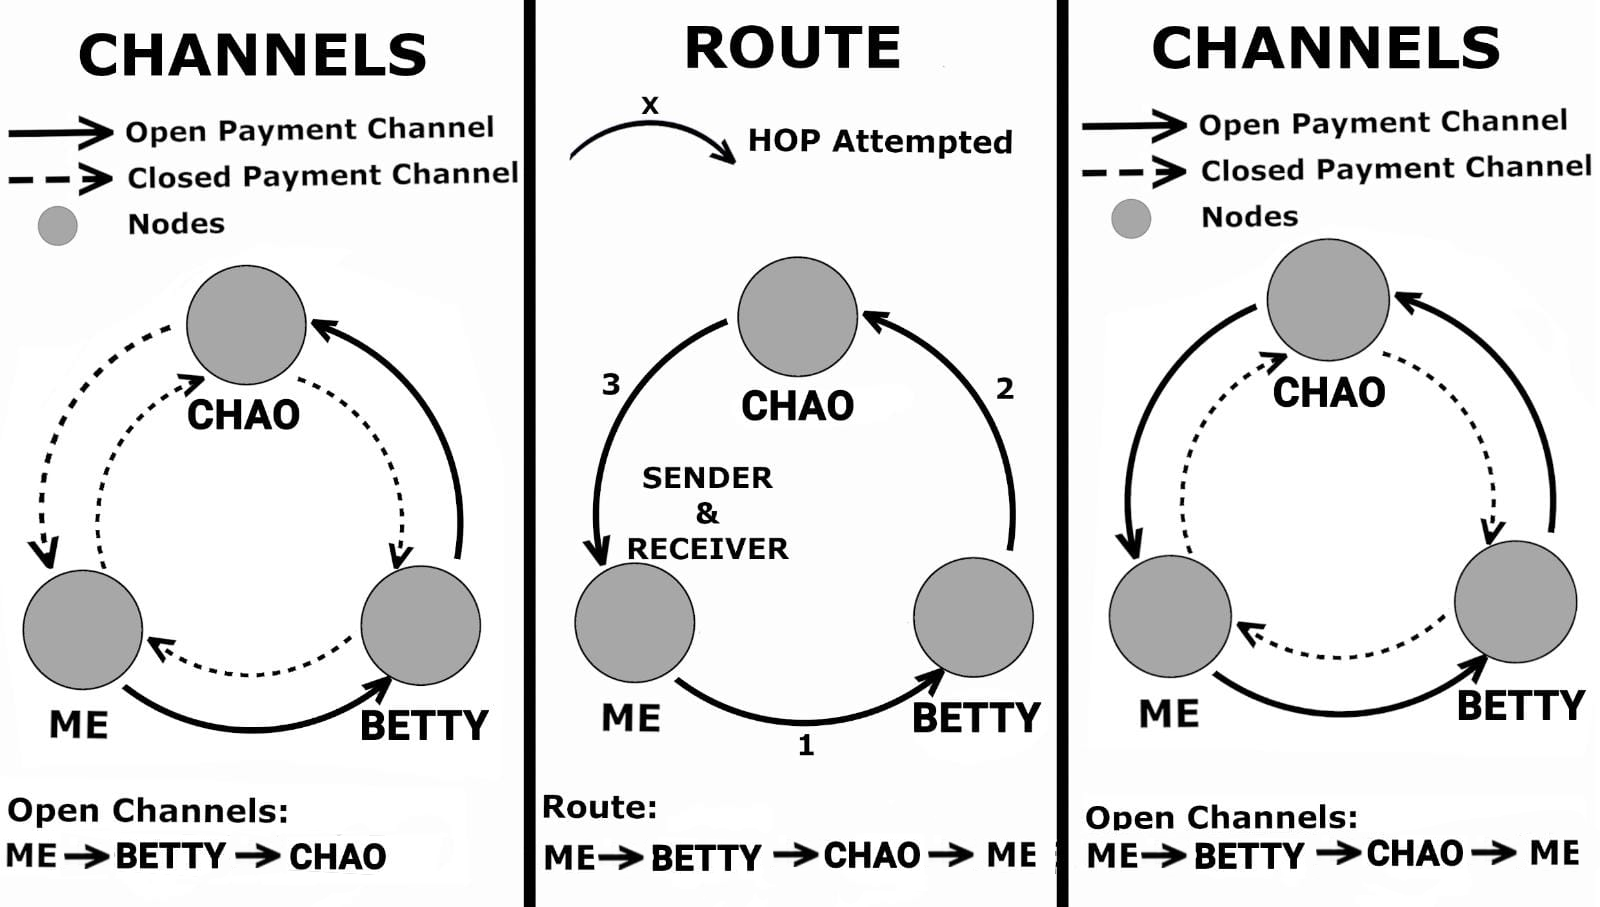 CHANNELS
Open Payment Channel
Closed Payment Channel
Nodes
CHAO
ME
BETTY
Open Channels:
ME → BETTY → CHAO
ROUTE
X
HOP Attempted
CHAO
3
2
SENDER
&
RECEIVER
ME
BETTY
1
Route:
ME → BETTY → CHAO → ME
CHANNELS
Open Payment Channel
Closed Payment Channel
Nodes
CHAO
ME
BETTY
Open Channels:
ME → BETTY → CHAO → ME